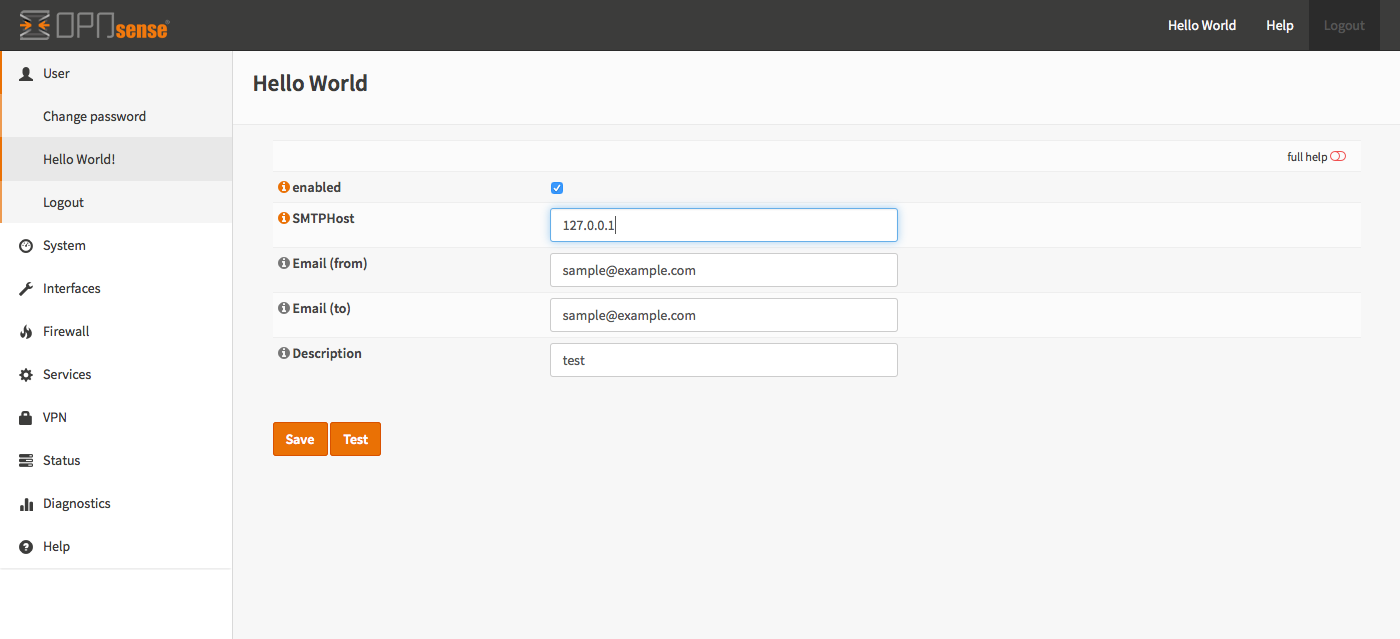 OPNsense®
Hello World
Help
Logout
User
Change password
Hello World!
Logout
System
Interfaces
Firewall
Services
VPN
Status
Diagnostics
Help
Hello World
full help
enabled
SMTPHost
127.0.0.1
Email (from)
sample@example.com
Email (to)
sample@example.com
Description
test
Save
Test